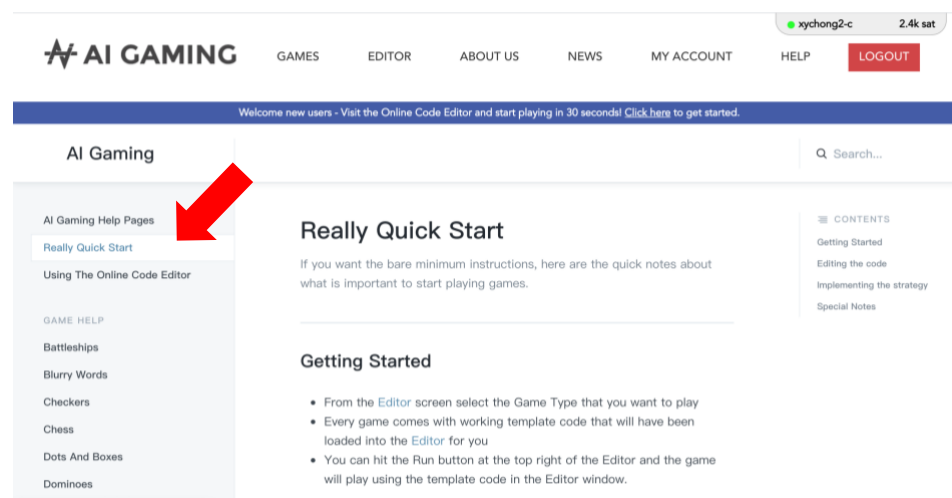 xychong2-c 2.4k sat
AI GAMING
GAMES EDITOR ABOUT US NEWS MY ACCOUNT HELP LOGOUT
Welcome new users - Visit the Online Code Editor and start playing in 30 seconds! Click here to get started.
AI Gaming
Search...
AI Gaming Help Pages
Really Quick Start
Using The Online Code Editor
GAME HELP
Battleships
Blurry Words
Checkers
Chess
Dots And Boxes
Dominoes
Really Quick Start
If you want the bare minimum instructions, here are the quick notes about
what is important to start playing games.
Getting Started
• From the Editor screen select the Game Type that you want to play
• Every game comes with working template code that will have been
loaded into the Editor for you
• You can hit the Run button at the top right of the Editor and the game
will play using the template code in the Editor window.
CONTENTS
Getting Started
Editing the code
Implementing the strategy
Special Notes